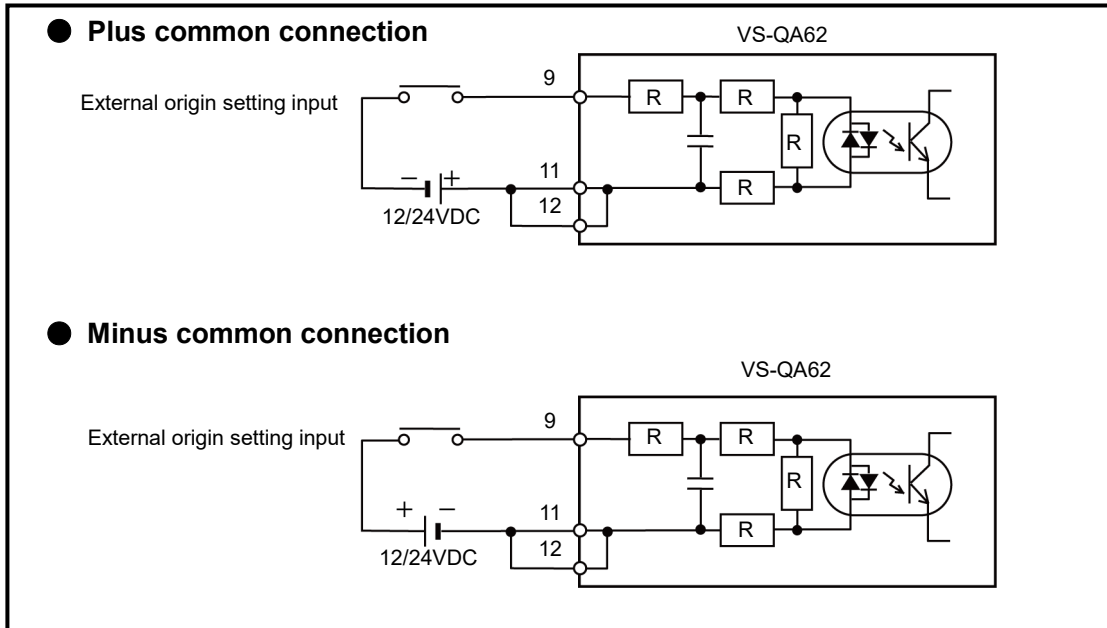 ● Plus common connection
VS-QA62
9
External origin setting input
R
R
R
11
− +
R
12
12/24VDC
● Minus common connection
VS-QA62
9
External origin setting input
R
R
R
+ −
11
R
12
12/24VDC